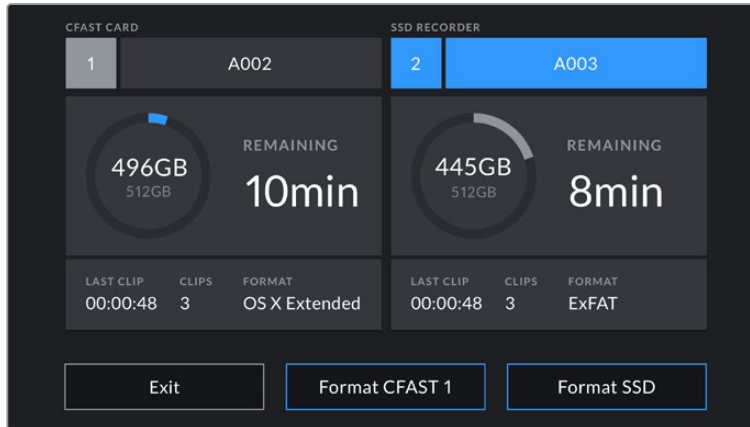 CFAST CARD
1 A002
496GB
512GB
REMAINING
10min
LAST CLIP CLIPS FORMAT
00:00:48 3 OS X Extended
SSD RECORDER
2 A003
445GB
512GB
REMAINING
8min
LAST CLIP CLIPS FORMAT
00:00:48 3 ExFAT
Exit Format CFAST 1 Format SSD